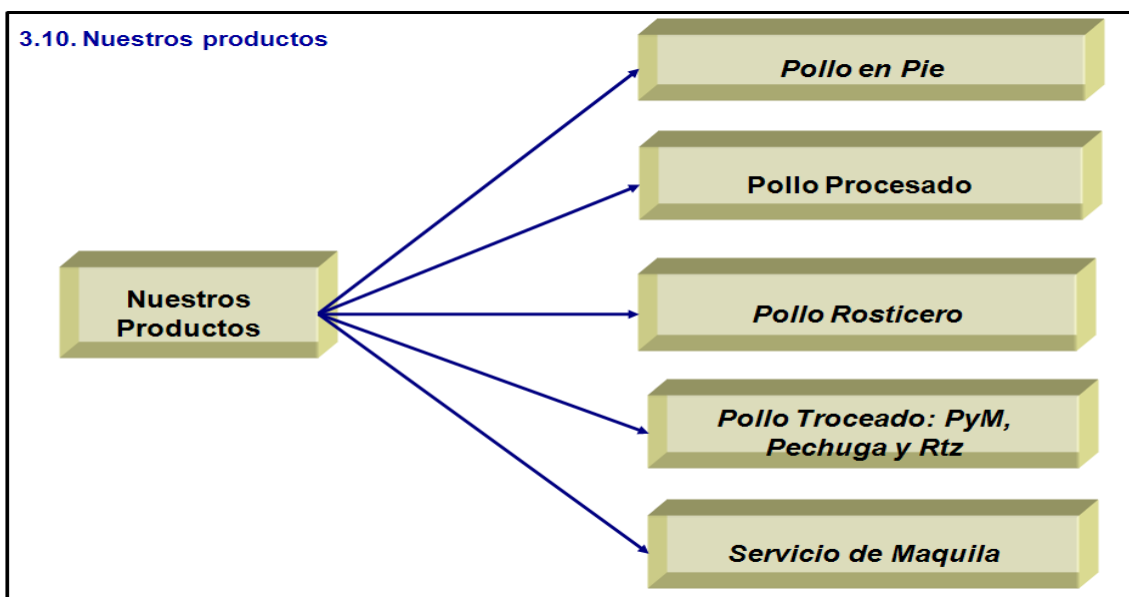 3.10. Nuestros productos
Pollo en Pie
Pollo Procesado
Nuestros
Productos
Pollo Rosticero
Pollo Troceado: PyM,
Pechuga y Rtz
Servicio de Maquila